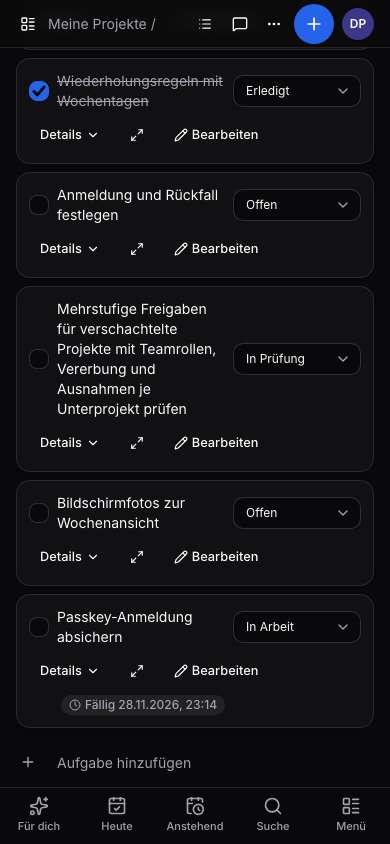 Meine Projekte /
DP
Wiederholungsregeln mit
Wochentagen
Erledigt
Details
Bearbeiten
Anmeldung und Rückfall
festlegen
Offen
Details
Bearbeiten
Mehrstufige Freigaben
für verschachtelte
Projekte mit Teamrollen,
Vererbung und
Ausnahmen je
Unterprojekt prüfen
In Prüfung
Details
Bearbeiten
Bildschirmfotos zur
Wochenansicht
Offen
Details
Bearbeiten
Passkey-Anmeldung
absichern
In Arbeit
Details
Bearbeiten
Fällig 28.11.2026, 23:14
Aufgabe hinzufügen
Für dich
Heute
Anstehend
Suche
Menü